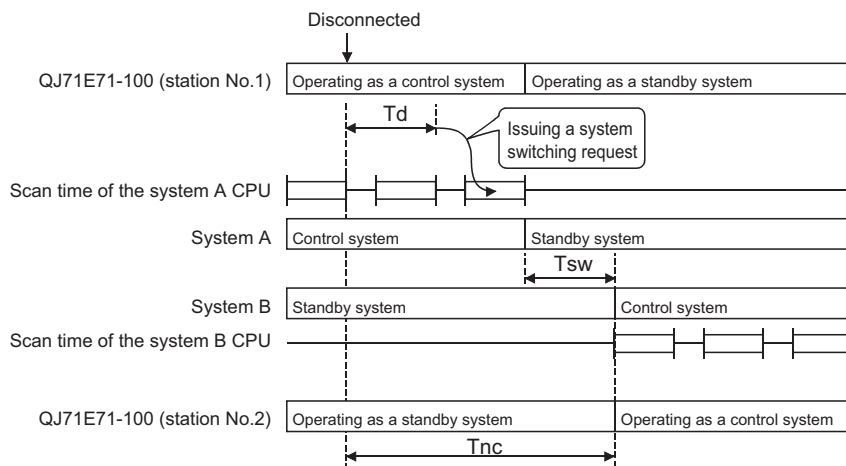 Disconnected
QJ71E71-100 (station No.1)
Operating as a control system
Operating as a standby system
Td
Issuing a system
switching request
Scan time of the system A CPU
System A
Control system
Standby system
Tsw
System B
Standby system
Control system
Scan time of the system B CPU
QJ71E71-100 (station No.2)
Operating as a standby system
Operating as a control system
Tnc